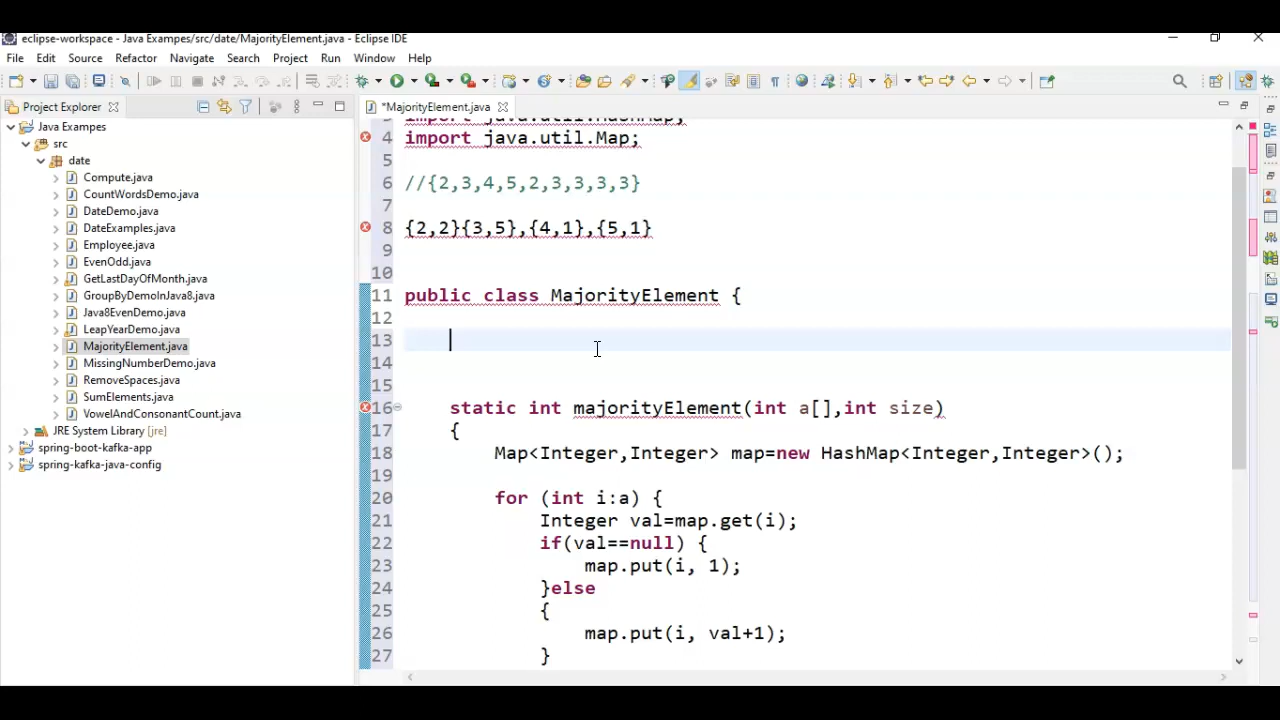 eclipse-workspace - Java Exampes/src/date/MajorityElement.java - Eclipse IDE
File Edit Source Refactor Navigate Search Project Run Window Help
Project Explorer
*MajorityElement.java
Java Exampes
src
date
Compute.java
CountWordsDemo.java
DateDemo.java
DateExamples.java
Employee.java
EvenOdd.java
GetLastDayOfMonth.java
GroupByDemoInJava8.java
Java8EvenDemo.java
LeapYearDemo.java
MajorityElement.java
MissingNumberDemo.java
RemoveSpaces.java
SumElements.java
VowelAndConsonantCount.java
JRE System Library [jre]
spring-boot-kafka-app
spring-kafka-java-config
3 import java.util.HashMap;
4 import java.util.Map;
5
6 //{2,3,4,5,2,3,3,3,3}
7
8 {2,2}{3,5},{4,1},{5,1}
9
10
11 public class MajorityElement {
12
13
14
15
16 static int majorityElement(int a[],int size)
17 {
18 Map<Integer,Integer> map=new HashMap<Integer,Integer>();
19
20 for (int i:a) {
21 Integer val=map.get(i);
22 if(val==null) {
23 map.put(i, 1);
24 }else
25 {
26 map.put(i, val+1);
27 }